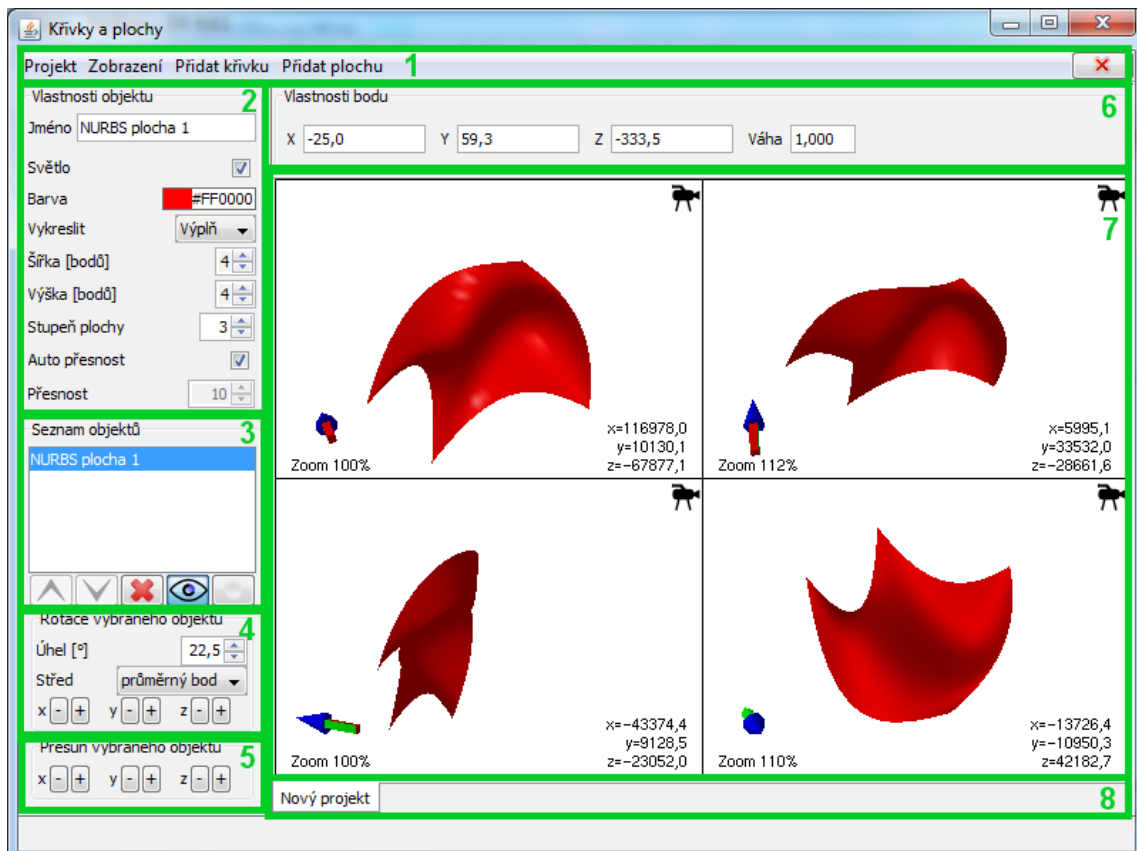 Křivky a plochy
Projekt Zobrazení Přidat křivku Přidat plochu 1
Vlastnosti objektu 2
Jméno NURBS plocha 1
Světlo
Barva #FF0000
Vykreslit Výplň
Šířka [bodů] 4
Výška [bodů] 4
Stupeň plochy 3
Auto přesnost
Přesnost 10
Seznam objektů 3
NURBS plocha 1
Rotace vybraného objektu 4
Úhel [°] 22,5
Střed průměrný bod
x - + y - + z - +
Přesun vybraného objektu 5
x - + y - + z - +
Vlastnosti bodu 6
X -25,0 Y 59,3 Z -333,5 Váha 1,000
7
x=116978,0
y=10130,1
z=-67877,1
Zoom 100%
x=5995,1
y=33532,0
z=-28661,6
Zoom 112%
x=-43374,4
y=9128,5
z=-23052,0
Zoom 100%
x=-13726,4
y=-10950,3
z=42182,7
Zoom 110%
Nový projekt 8